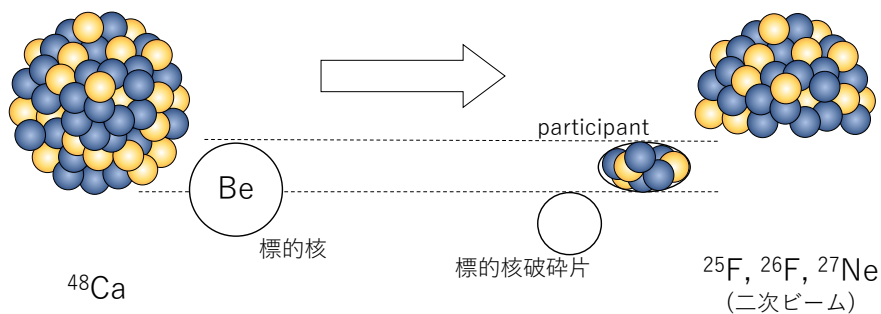 participant
Be
標的核
標的核破砕片
⁴⁸Ca
²⁵F, ²⁶F, ²⁷Ne
(二次ビーム)